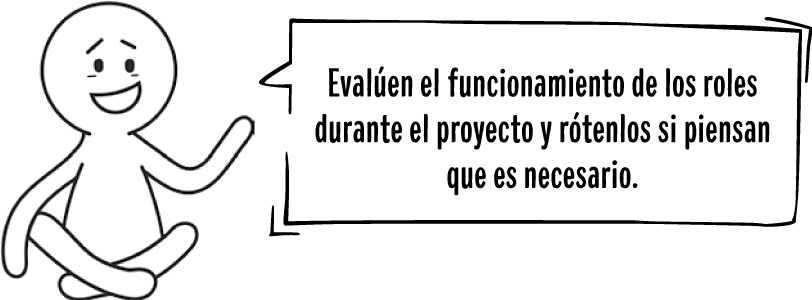 Evalúen el funcionamiento de los roles
durante el proyecto y rótenlos si piensan
que es necesario.